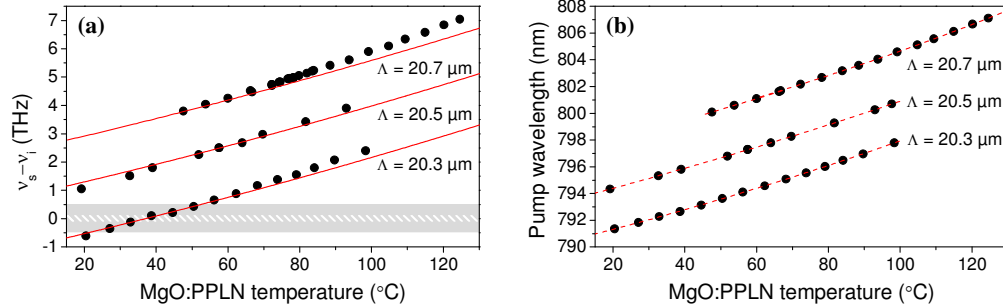 (a)
7
6
5
4
3
2
1
0
-1
ν_s–ν_i (THz)
Λ = 20.7 µm
Λ = 20.5 µm
Λ = 20.3 µm
20 40 60 80 100 120
MgO:PPLN temperature (°C)
(b)
808
806
804
802
800
798
796
794
792
790
Pump wavelength (nm)
Λ = 20.7 µm
Λ = 20.5 µm
Λ = 20.3 µm
20 40 60 80 100 120
MgO:PPLN temperature (°C)